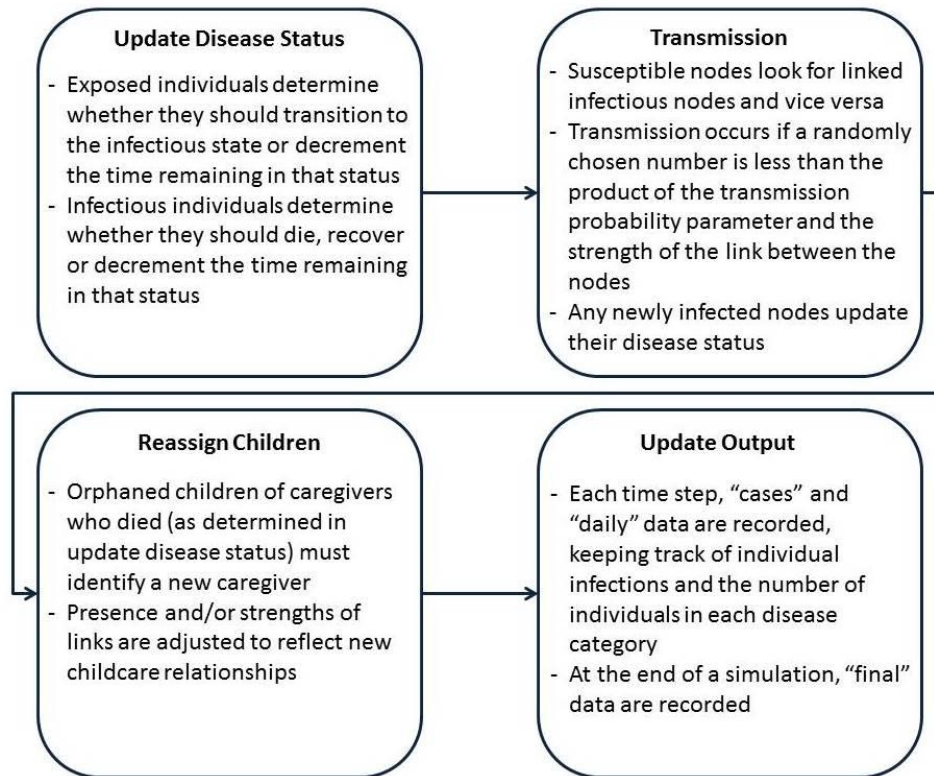 Update Disease Status
- Exposed individuals determine
whether they should transition to
the infectious state or decrement
the time remaining in that status
- Infectious individuals determine
whether they should die, recover
or decrement the time remaining
in that status
Transmission
- Susceptible nodes look for linked
infectious nodes and vice versa
- Transmission occurs if a randomly
chosen number is less than the
product of the transmission
probability parameter and the
strength of the link between the
nodes
- Any newly infected nodes update
their disease status
Reassign Children
- Orphaned children of caregivers
who died (as determined in
update disease status) must
identify a new caregiver
- Presence and/or strengths of
links are adjusted to reflect new
childcare relationships
Update Output
- Each time step, “cases” and
“daily” data are recorded,
keeping track of individual
infections and the number of
individuals in each disease
category
- At the end of a simulation, “final”
data are recorded